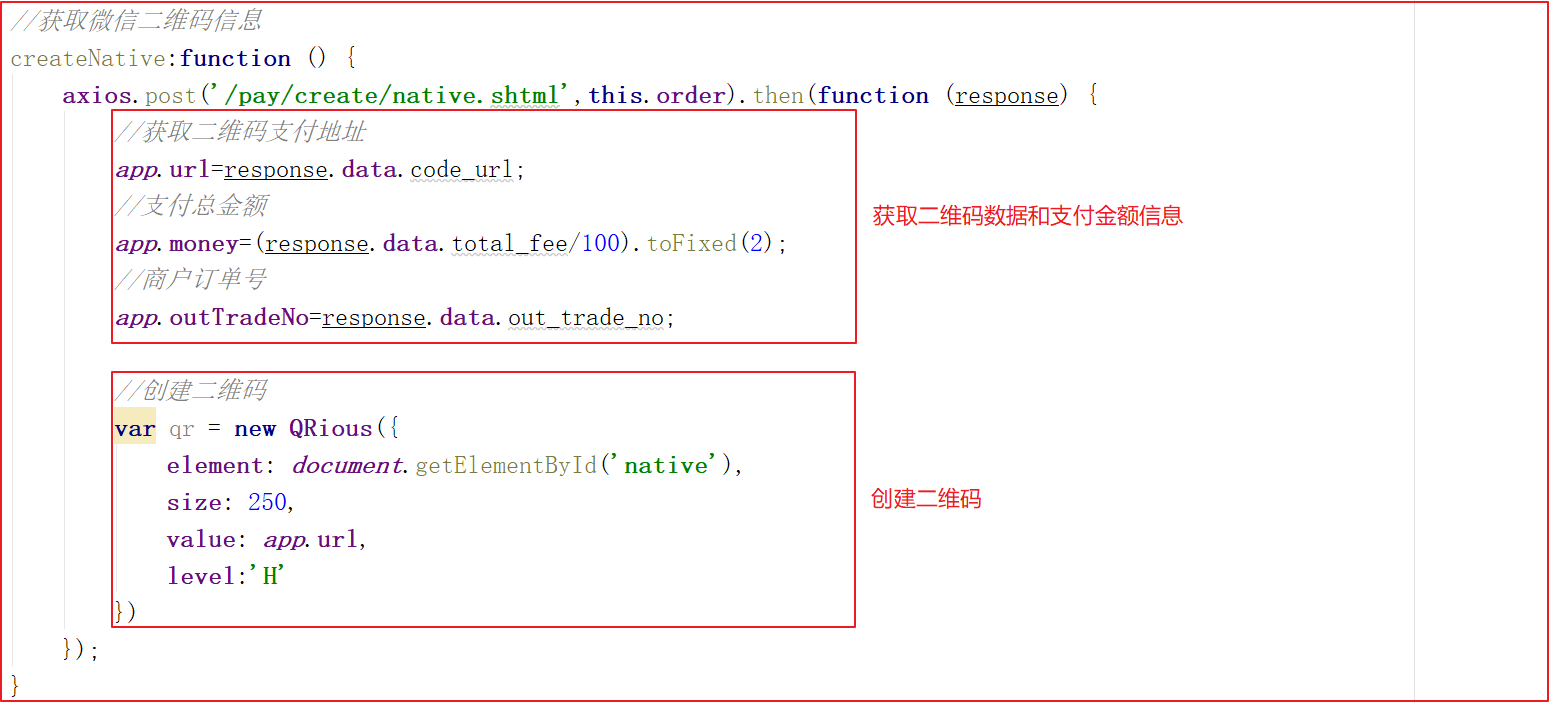 //获取微信二维码信息
createNative:function () {
axios.post('/pay/create/native.shtml',this.order).then(function (response) {
//获取二维码支付地址
app.url=response.data.code_url;
//支付总金额
获取二维码数据和支付金额信息
app.money=(response.data.total_fee/100).toFixed(2);
//商户订单号
app.outTradeNo=response.data.out_trade_no;
//创建二维码
var qr = new QRious({
element: document.getElementById('native'),
size: 250,
创建二维码
value: app.url,
level:'H'
})
});
}